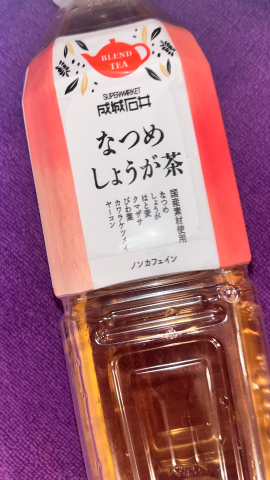 BLEND
TEA
SUPERMARKET
成城石井
なつめ
しょうが茶
国産素材使用
なつめ
しょうが
はと麦
クマザサ
びわ葉
カワラケツメイ
ヤーコン
ノンカフェイン